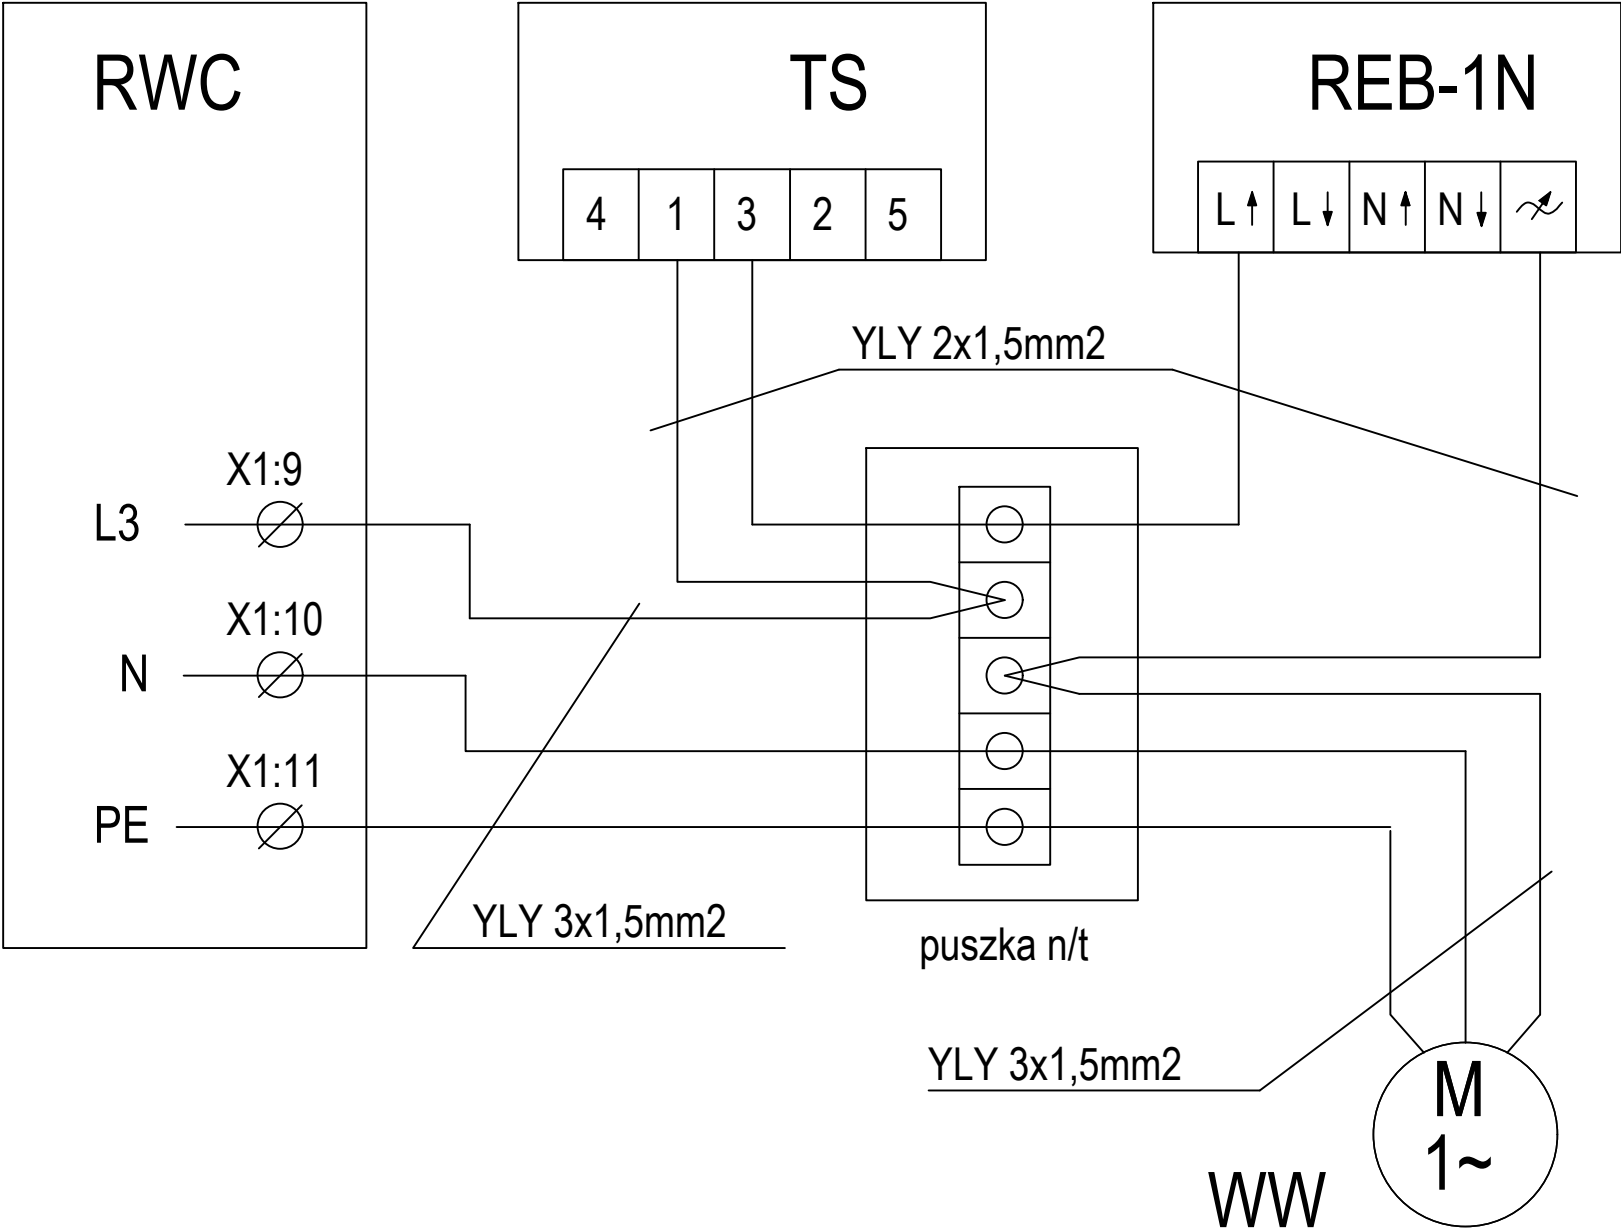 RWC
TS
REB-1N
4 1 3 2 5
L↑ L↓ N↑ N↓
YLY 2x1,5mm2
X1:9
L3
X1:10
N
X1:11
PE
YLY 3x1,5mm2
puszka n/t
YLY 3x1,5mm2
M
1~
WW